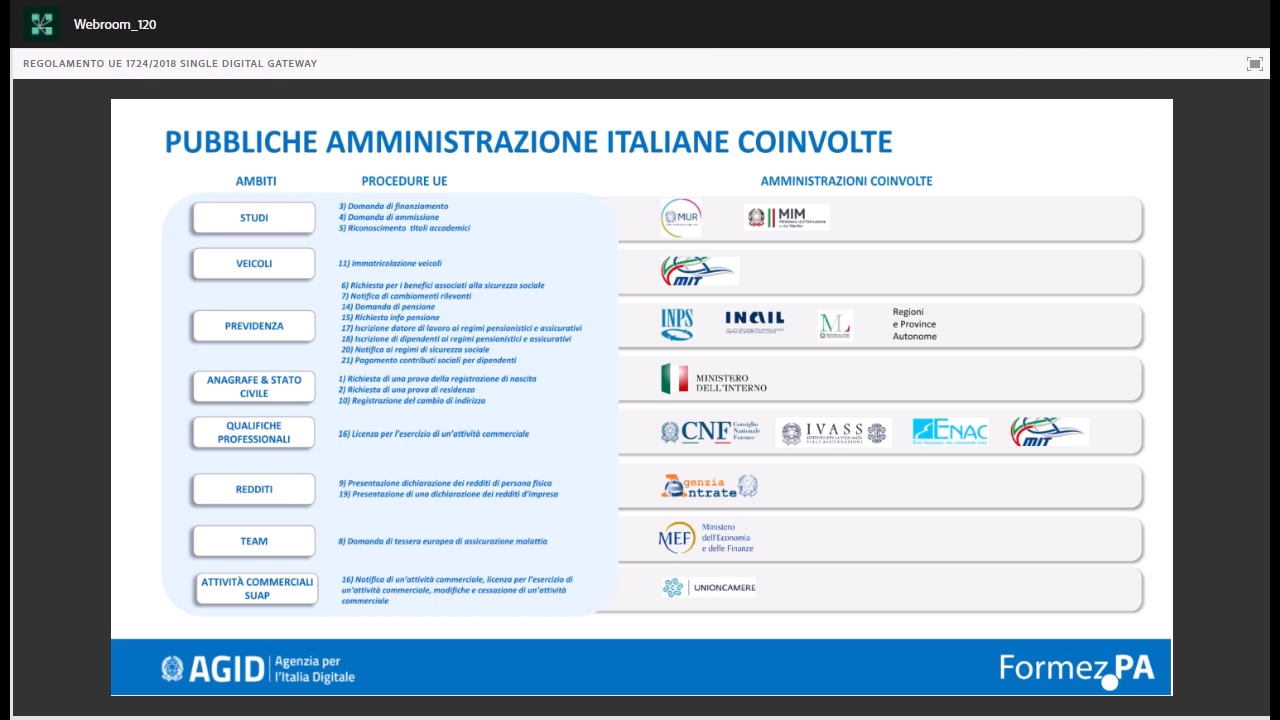 Webroom_120
REGOLAMENTO UE 1724/2018 SINGLE DIGITAL GATEWAY
PUBBLICHE AMMINISTRAZIONE ITALIANE COINVOLTE
AMBITI
PROCEDURE UE
AMMINISTRAZIONI COINVOLTE
STUDI
3) Domanda di finanziamento
4) Domanda di ammissione
5) Riconoscimento titoli accademici
MUR
MIM
VEICOLI
11) Immatricolazione veicoli
MIT
PREVIDENZA
6) Richiesta per i benefici associati alla sicurezza sociale
7) Notifica di cambiamenti rilevanti
14) Domanda di pensione
15) Richiesta info pensione
17) Iscrizione datore di lavoro ai regimi pensionistici e assicurativi
18) Iscrizione di dipendenti ai regimi pensionistici e assicurativi
20) Notifica ai regimi di sicurezza sociale
21) Pagamento contributi sociali per dipendenti
INPS
INAIL
ML
Regioni
e Province
Autonome
ANAGRAFE & STATO
CIVILE
1) Richiesta di una prova della registrazione di nascita
2) Richiesta di una prova di residenza
10) Registrazione del cambio di indirizzo
MINISTERO
DELL'INTERNO
QUALIFICHE
PROFESSIONALI
16) Licenza per l'esercizio di un'attività commerciale
CNF
Consiglio
Nazionale
Forense
IVASS
ENAC
MIT
REDDITI
9) Presentazione dichiarazione dei redditi di persona fisica
19) Presentazione di una dichiarazione dei redditi d'impresa
Agenzia
Entrate
TEAM
8) Domanda di tessera europea di assicurazione malattia
MEF
Ministero
dell'Economia
e delle Finanze
ATTIVITÀ COMMERCIALI
SUAP
16) Notifica di un'attività commerciale, licenza per l'esercizio di
un'attività commerciale, modifiche e cessazione di un'attività
commerciale
UNIONCAMERE
AGID
Agenzia per
l'Italia Digitale
Formez PA